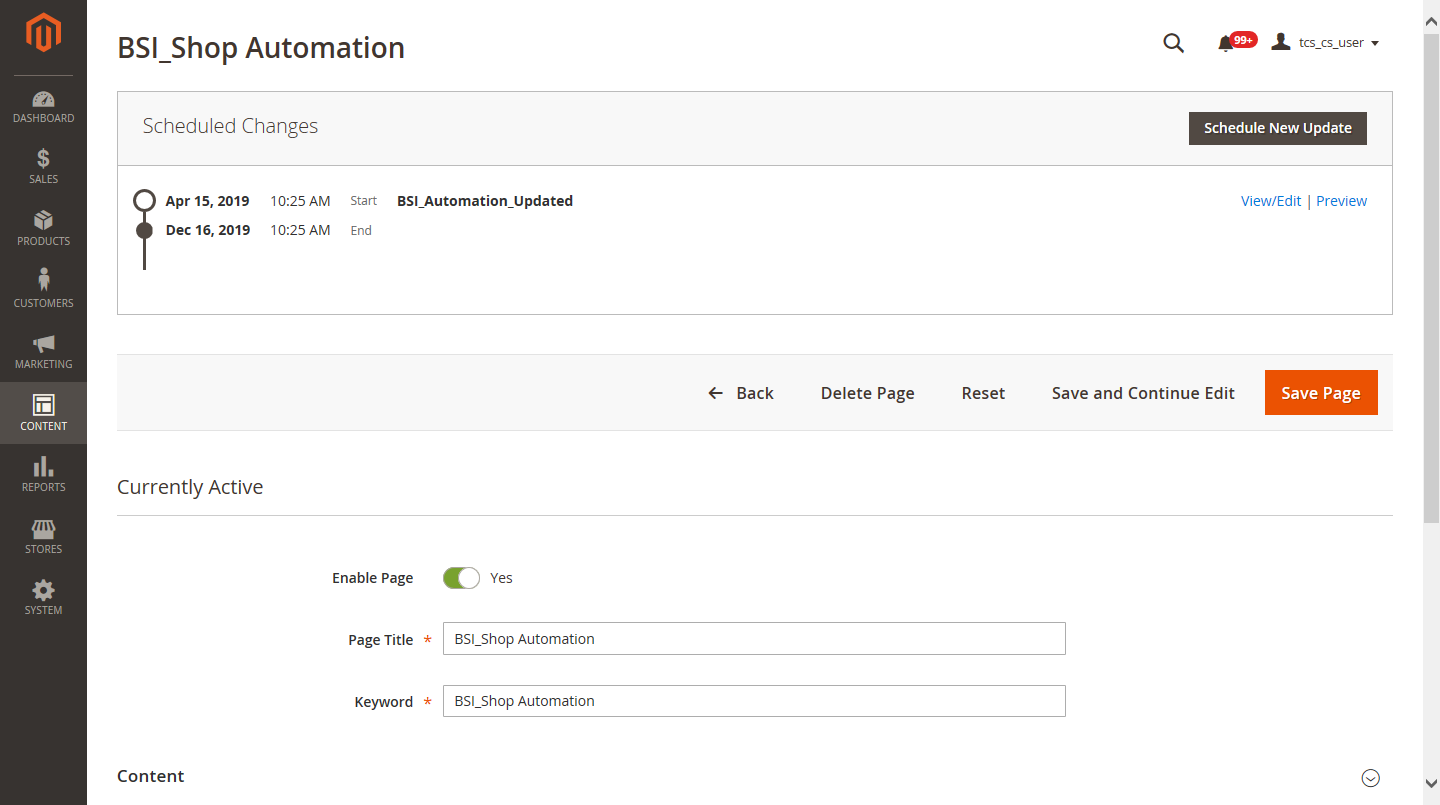 BSI_Shop Automation
99+
tcs_cs_user
DASHBOARD
SALES
PRODUCTS
CUSTOMERS
MARKETING
CONTENT
REPORTS
STORES
SYSTEM
Scheduled Changes
Schedule New Update
Apr 15, 2019 10:25 AM Start BSI_Automation_Updated View/Edit | Preview
Dec 16, 2019 10:25 AM End
Back Delete Page Reset Save and Continue Edit Save Page
Currently Active
Enable Page Yes
Page Title * BSI_Shop Automation
Keyword * BSI_Shop Automation
Content